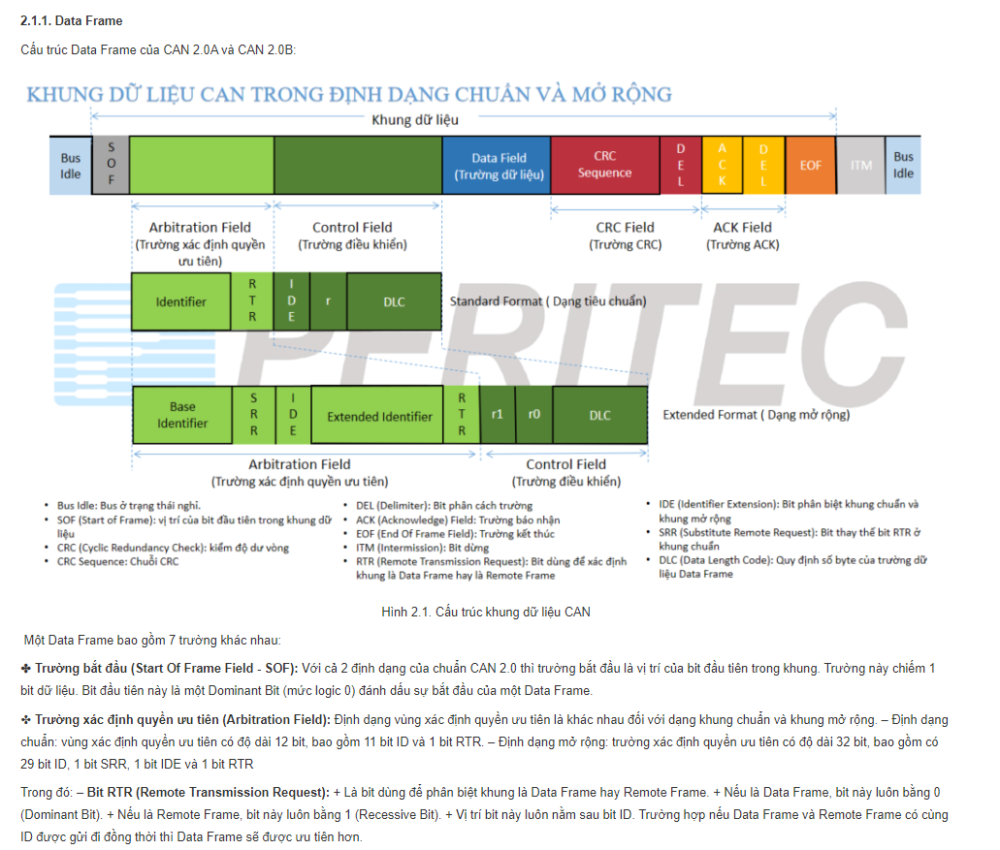 2.1.1. Data Frame
Cấu trúc Data Frame của CAN 2.0A và CAN 2.0B:
KHUNG DỮ LIỆU CAN TRONG ĐỊNH DẠNG CHUẨN VÀ MỞ RỘNG
Khung dữ liệu
Bus Idle
SOF
Data Field (Trường dữ liệu)
CRC Sequence
DEL
ACK
DEL
EOF
ITM
Bus Idle
Arbitration Field
(Trường xác định quyền ưu tiên)
Control Field
(Trường điều khiển)
CRC Field
(Trường CRC)
ACK Field
(Trường ACK)
Identifier
RTR
IDE
r
DLC
Standard Format ( Dạng tiêu chuẩn)
PERITEC
Base Identifier
SRR
IDE
Extended Identifier
RTR
r1
r0
DLC
Extended Format ( Dạng mở rộng)
Arbitration Field
(Trường xác định quyền ưu tiên)
Control Field
(Trường điều khiển)
• Bus Idle: Bus ở trạng thái nghỉ.
• SOF (Start of Frame): vị trí của bit đầu tiên trong khung dữ
liệu
• CRC (Cyclic Redundancy Check): kiểm độ dư vòng
• CRC Sequence: Chuỗi CRC
• DEL (Delimiter): Bit phân cách trường
• ACK (Acknowledge) Field: Trường báo nhận
• EOF (End Of Frame Field): Trường kết thúc
• ITM (Intermission): Bit dừng
• RTR (Remote Transmission Request): Bit dùng để xác định
khung là Data Frame hay là Remote Frame
• IDE (Identifier Extension): Bit phân biệt khung chuẩn và
khung mở rộng
• SRR (Substitute Remote Request): Bit thay thế bit RTR ở
khung chuẩn
• DLC (Data Length Code): Quy định số byte của trường dữ
liệu Data Frame
Hình 2.1. Cấu trúc khung dữ liệu CAN
Một Data Frame bao gồm 7 trường khác nhau:
✤ Trường bắt đầu (Start Of Frame Field - SOF): Với cả 2 định dạng của chuẩn CAN 2.0 thì trường bắt đầu là vị trí của bit đầu tiên trong khung. Trường này chiếm 1
bit dữ liệu. Bit đầu tiên này là một Dominant Bit (mức logic 0) đánh dấu sự bắt đầu của một Data Frame.
✤ Trường xác định quyền ưu tiên (Arbitration Field): Định dạng vùng xác định quyền ưu tiên là khác nhau đối với dạng khung chuẩn và khung mở rộng. – Định dạng
chuẩn: vùng xác định quyền ưu tiên có độ dài 12 bit, bao gồm 11 bit ID và 1 bit RTR. – Định dạng mở rộng: trường xác định quyền ưu tiên có độ dài 32 bit, bao gồm có
29 bit ID, 1 bit SRR, 1 bit IDE và 1 bit RTR
Trong đó: – Bit RTR (Remote Transmission Request): + Là bit dùng để phân biệt khung là Data Frame hay Remote Frame. + Nếu là Data Frame, bit này luôn bằng 0
(Dominant Bit). + Nếu là Remote Frame, bit này luôn bằng 1 (Recessive Bit). + Vị trí bit này luôn nằm sau bit ID. Trường hợp nếu Data Frame và Remote Frame có cùng
ID được gửi đi đồng thời thì Data Frame sẽ được ưu tiên hơn.